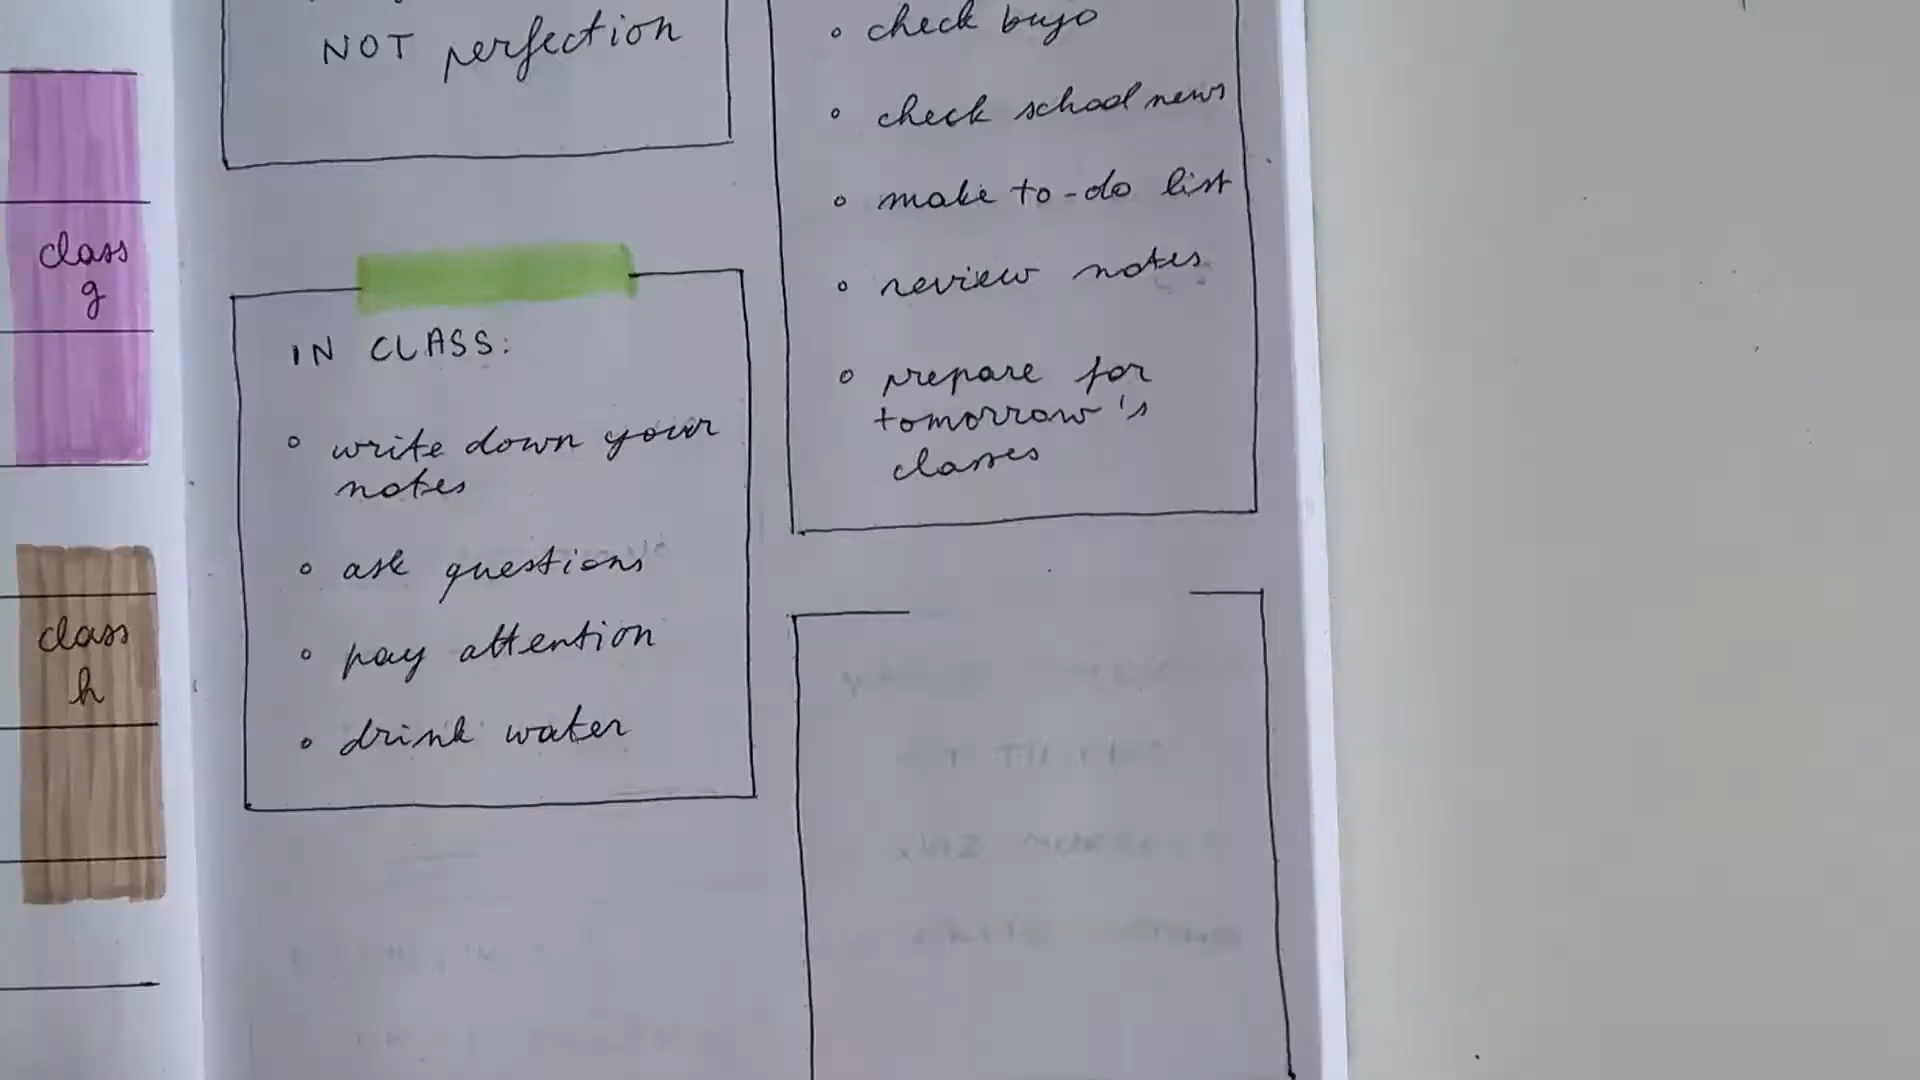 NOT perfection
class
g
class
h
IN CLASS:
° write down your
notes
° ask questions
° pay attention
° drink water
° check bujo
° check school news
° make to-do list
° review notes
° prepare for
tomorrow's
classes